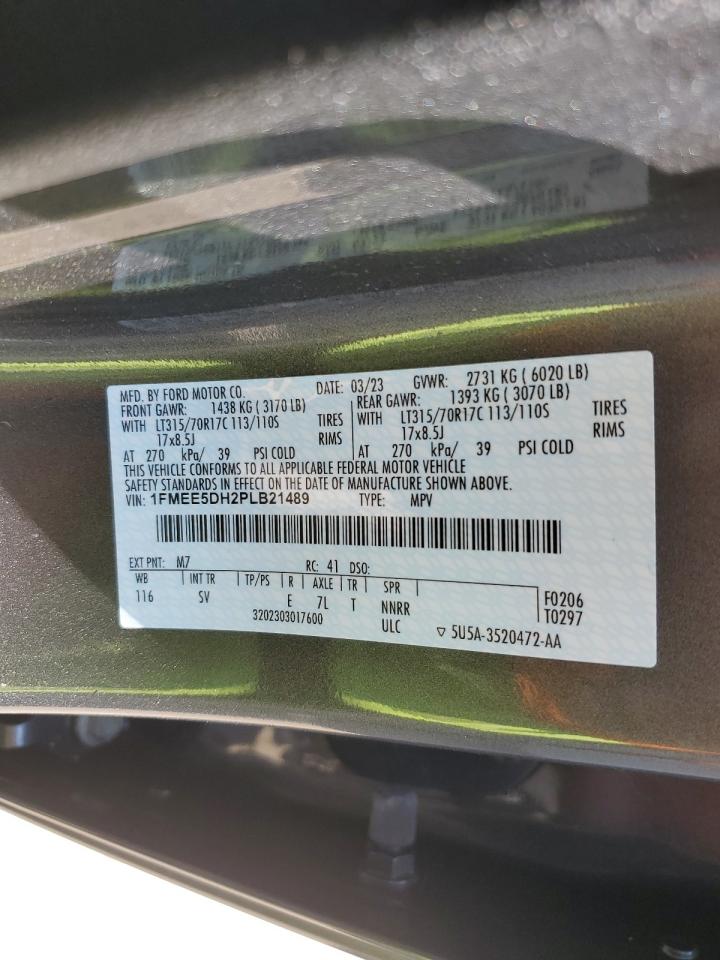 MFD. BY FORD MOTOR CO. DATE: 03/23 GVWR: 2731 KG ( 6020 LB)
FRONT GAWR: 1438 KG ( 3170 LB) REAR GAWR: 1393 KG ( 3070 LB)
WITH LT315/70R17C 113/110S TIRES WITH LT315/70R17C 113/110S TIRES
17x8.5J RIMS 17x8.5J RIMS
AT 270 kPa/ 39 PSI COLD AT 270 kPa/ 39 PSI COLD
THIS VEHICLE CONFORMS TO ALL APPLICABLE FEDERAL MOTOR VEHICLE
SAFETY STANDARDS IN EFFECT ON THE DATE OF MANUFACTURE SHOWN ABOVE.
VIN: 1FMEE5DH2PLB21489 TYPE: MPV
EXT PNT: M7 RC: 41 DSO:
WB INT TR TP/PS R AXLE TR SPR
116 SV E 7L T NNRR F0206
3202303017600 ULC T0297
▽ 5U5A-3520472-AA